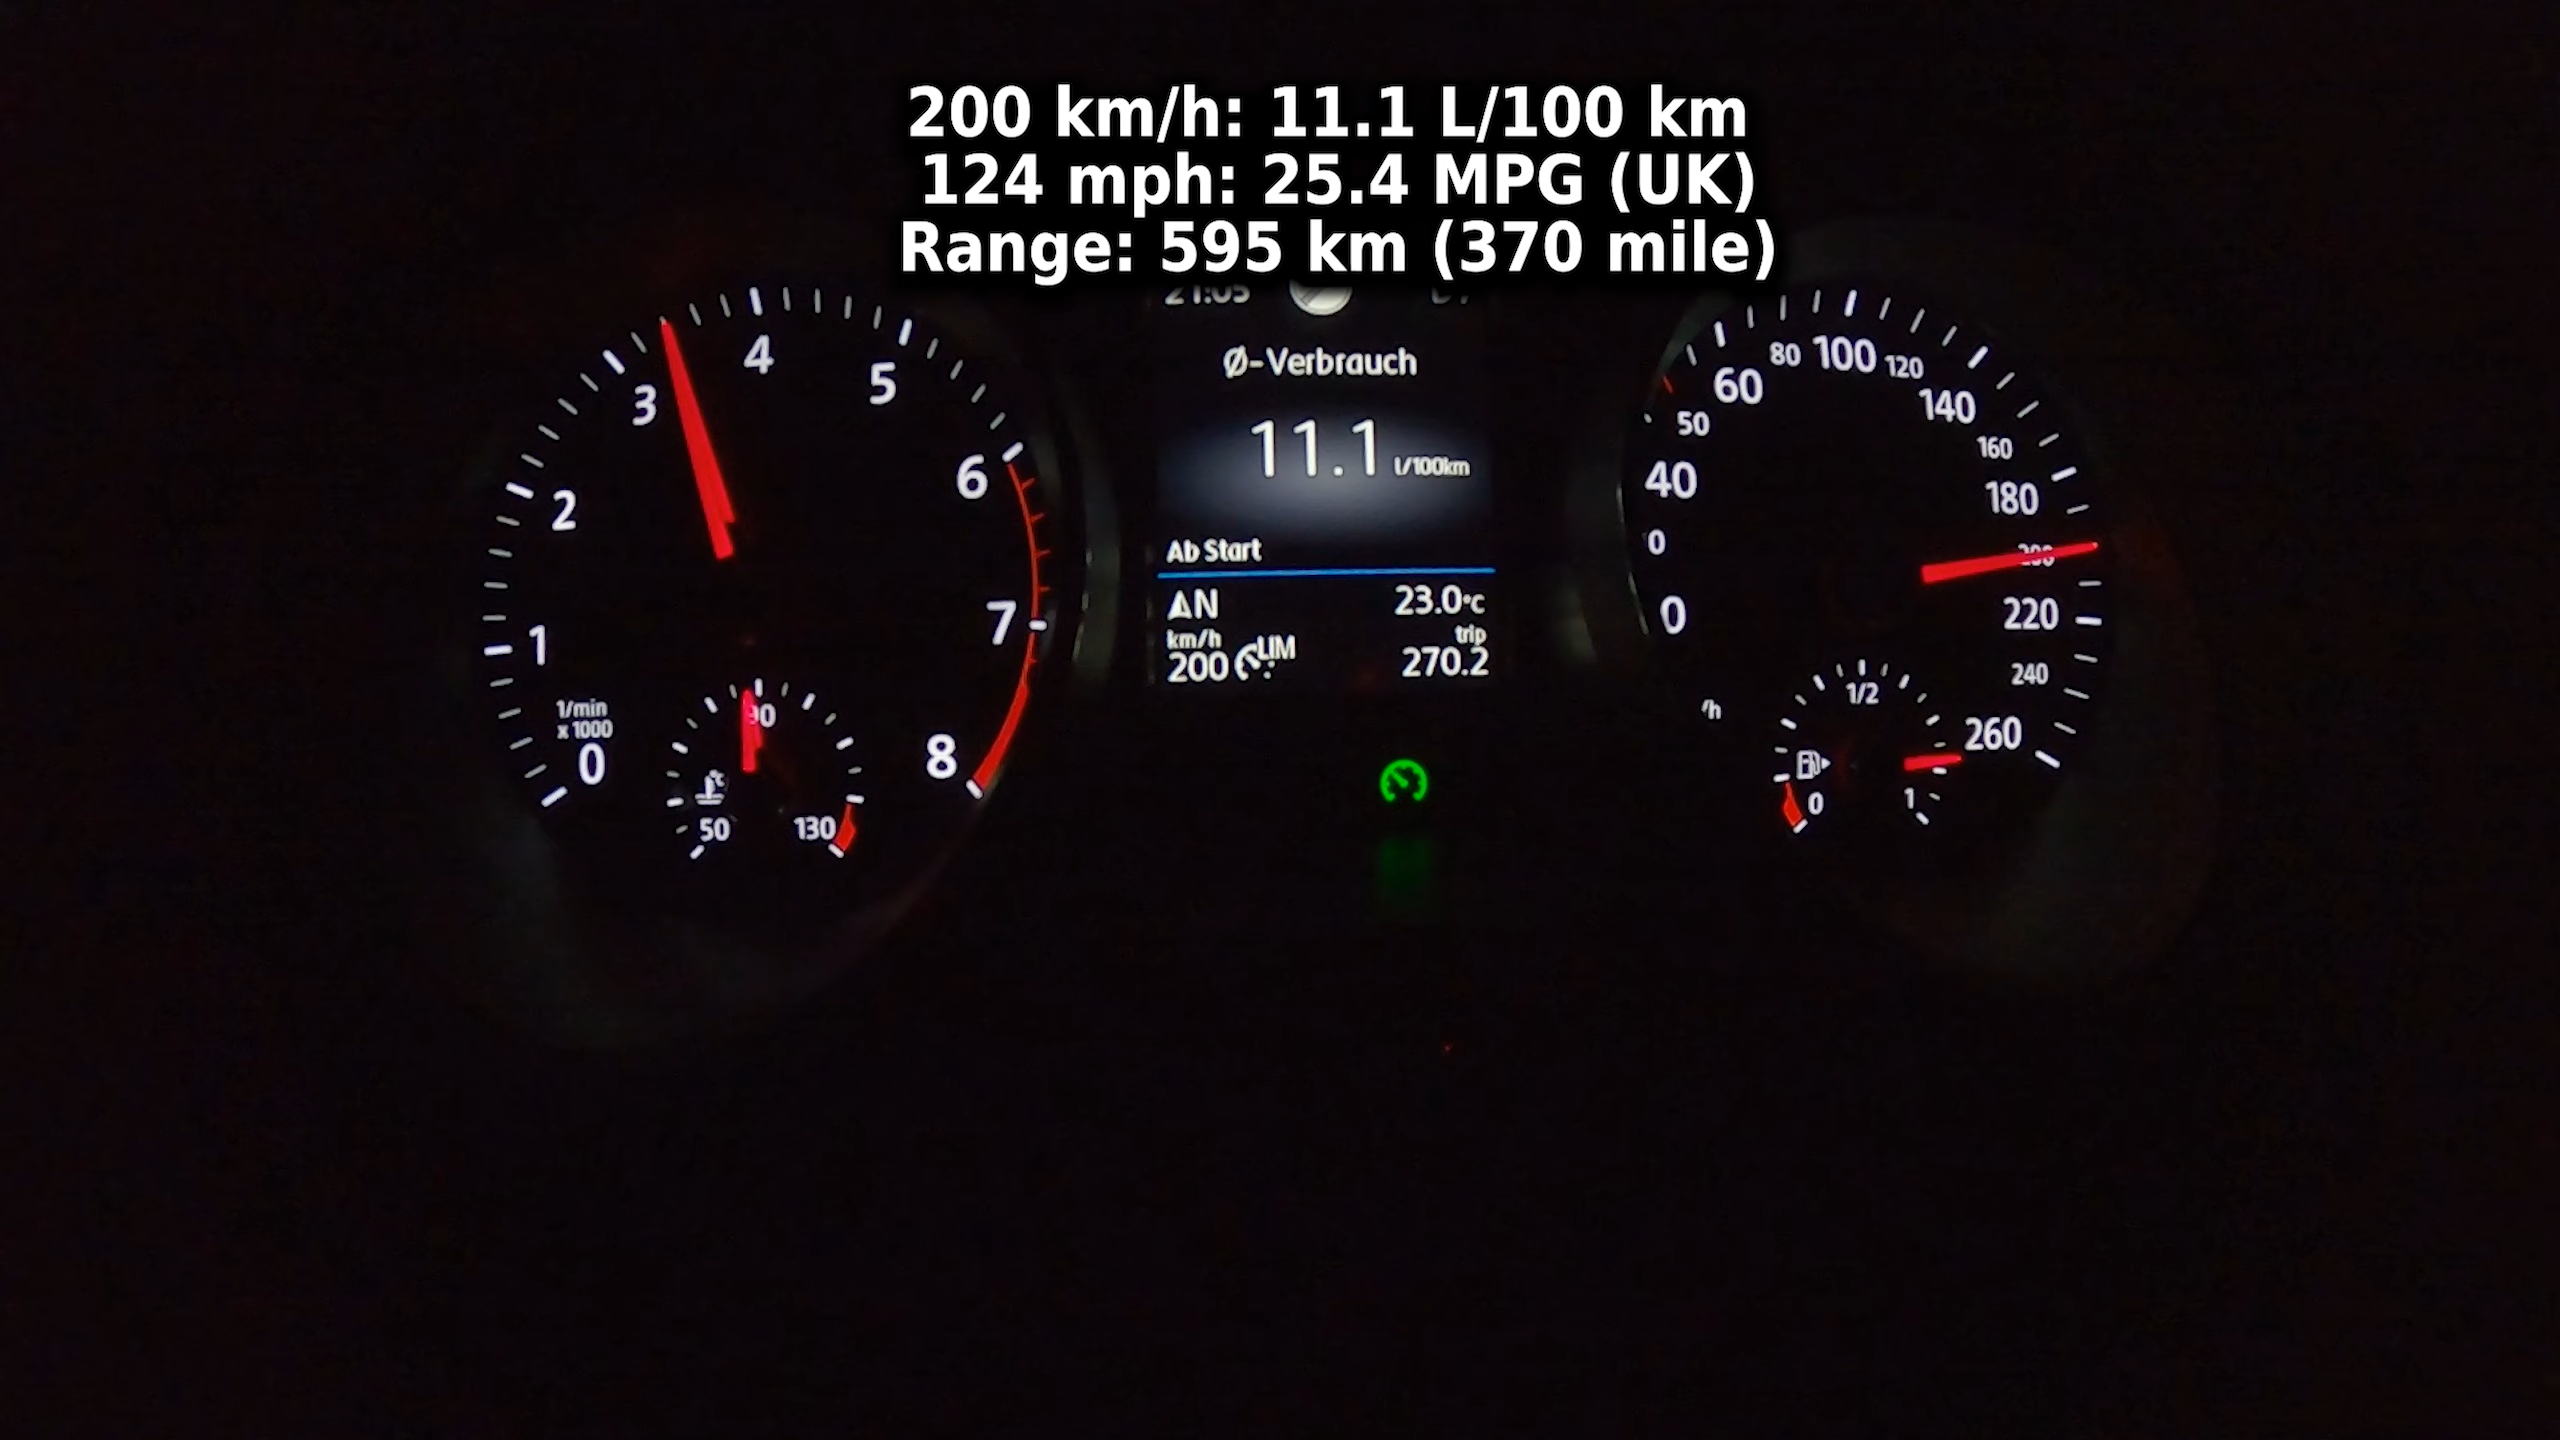 200 km/h: 11.1 L/100 km
124 mph: 25.4 MPG (UK)
Range: 595 km (370 mile)
21:05
Ø-Verbrauch
11.1 l/100km
Ab Start
N 23.0°C
km/h trip
200 LIM 270.2
0 1 2 3 4 5 6 7 8
1/min
x 1000
50 90 130
°C
0 0 40 50 60 80 100 120 140 160 180 200 220 240 260
/h
0 1/2 1